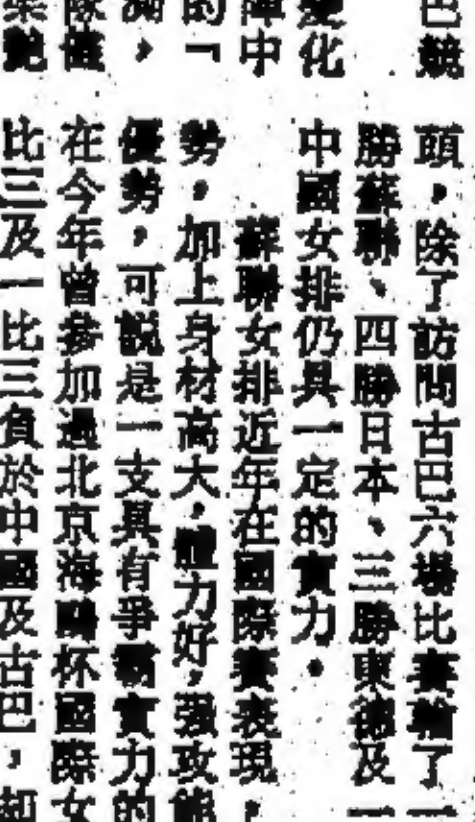 巴競
化
中
的「
頭，除了訪問古巴六場比賽輸了一
勝蘇聯、四勝日本、三勝東德及一
中國女排仍具一定的實力。
蘇聯女排近年在國際賽表現，
勢，加上身材高大，體力好，强攻能
優勢，可說是一支具有爭霸實力的
在今年曾參加過北京海鷗杯國際女
比三及一比三負於中國及古巴，却